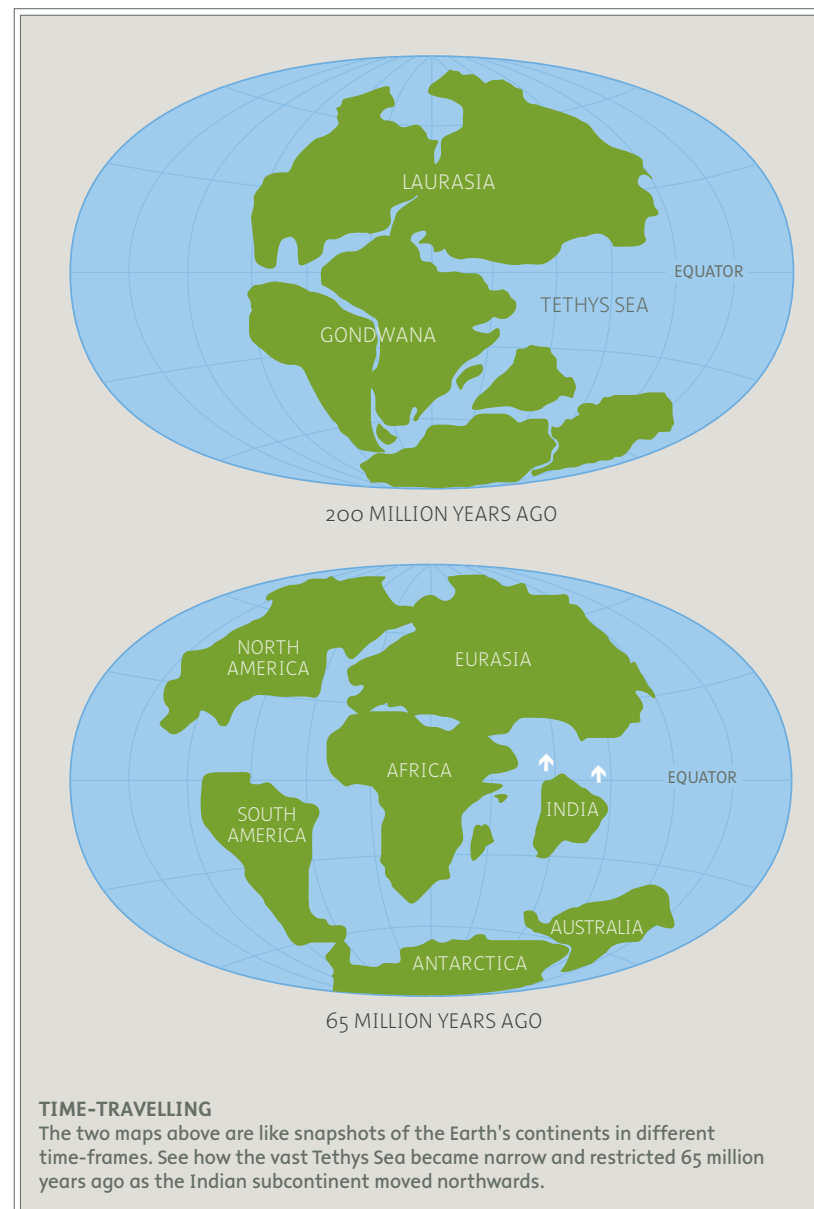 LAURASIA
EQUATOR
TETHYS SEA
GONDWANA
200 MILLION YEARS AGO
NORTH
AMERICA
EURASIA
AFRICA
EQUATOR
INDIA
SOUTH
AMERICA
AUSTRALIA
ANTARCTICA
65 MILLION YEARS AGO
TIME-TRAVELLING
The two maps above are like snapshots of the Earth's continents in different
time-frames. See how the vast Tethys Sea became narrow and restricted 65 million
years ago as the Indian subcontinent moved northwards.